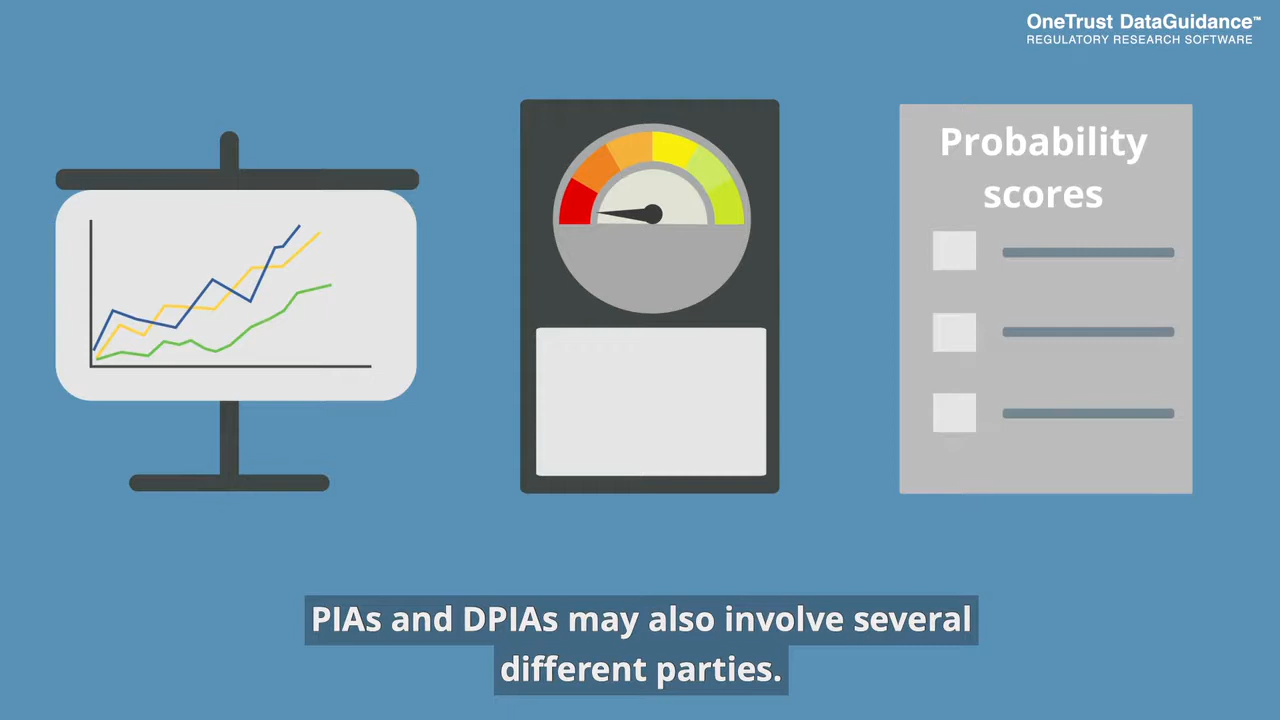 OneTrust DataGuidance™
REGULATORY RESEARCH SOFTWARE
Probability
scores
PIAs and DPIAs may also involve several
different parties.